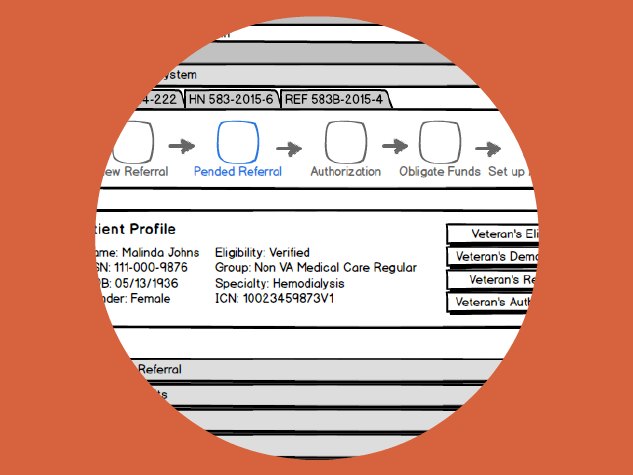 ystem
4-222 HN 583-2015-6 REF 583B-2015-4
ew Referral Pended Referral Authorization Obligate Funds Set up
tient Profile
ame: Malinda Johns
SN: 111-000-9876
OB: 05/13/1936
nder: Female
Eligibility: Verified
Group: Non VA Medical Care Regular
Specialty: Hemodialysis
ICN: 10023459873V1
Veteran's Eli
Veteran's Demo
Veteran's Re
Veteran's Auth
Referral
ts